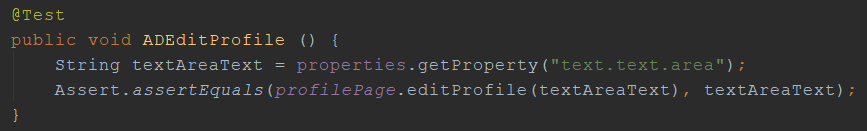 @Test
public void ADEditProfile () {
    String textAreaText = properties.getProperty("text.text.area");
    Assert.assertEquals(profilePage.editProfile(textAreaText), textAreaText);
}